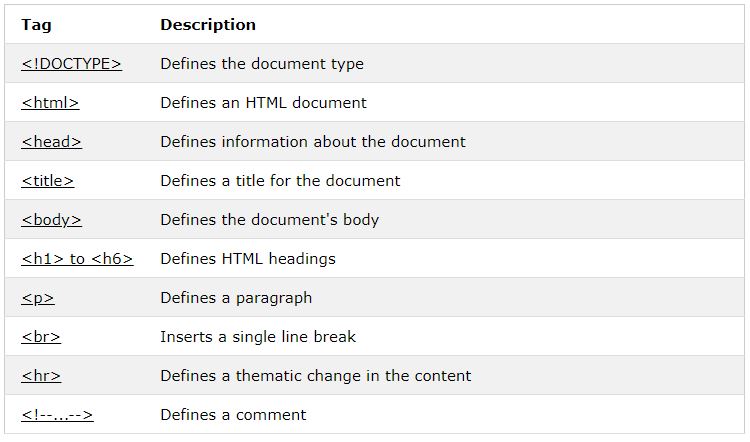 Tag Description
<!DOCTYPE> Defines the document type
<html> Defines an HTML document
<head> Defines information about the document
<title> Defines a title for the document
<body> Defines the document's body
<h1> to <h6> Defines HTML headings
<p> Defines a paragraph
<br> Inserts a single line break
<hr> Defines a thematic change in the content
<!--...--> Defines a comment